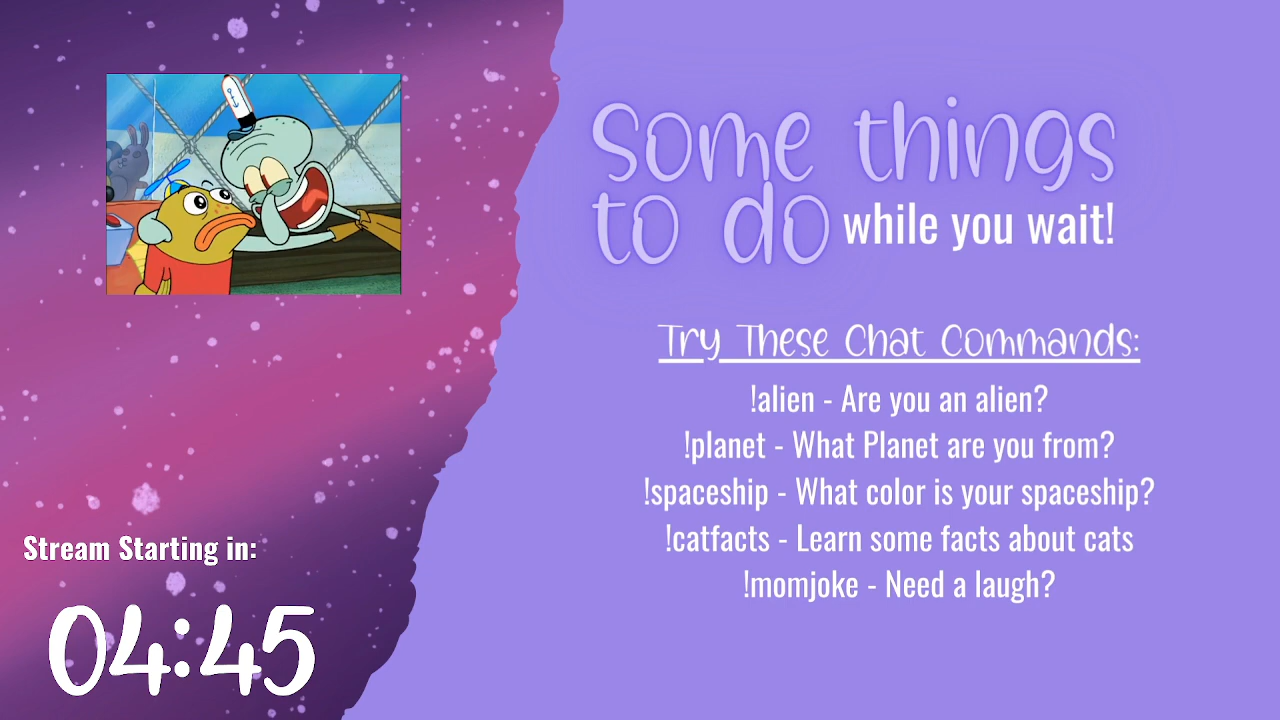 Some things
to do while you wait!
Try These Chat Commands:
!alien - Are you an alien?
!planet - What Planet are you from?
!spaceship - What color is your spaceship?
!catfacts - Learn some facts about cats
!momjoke - Need a laugh?
Stream Starting in:
04:45